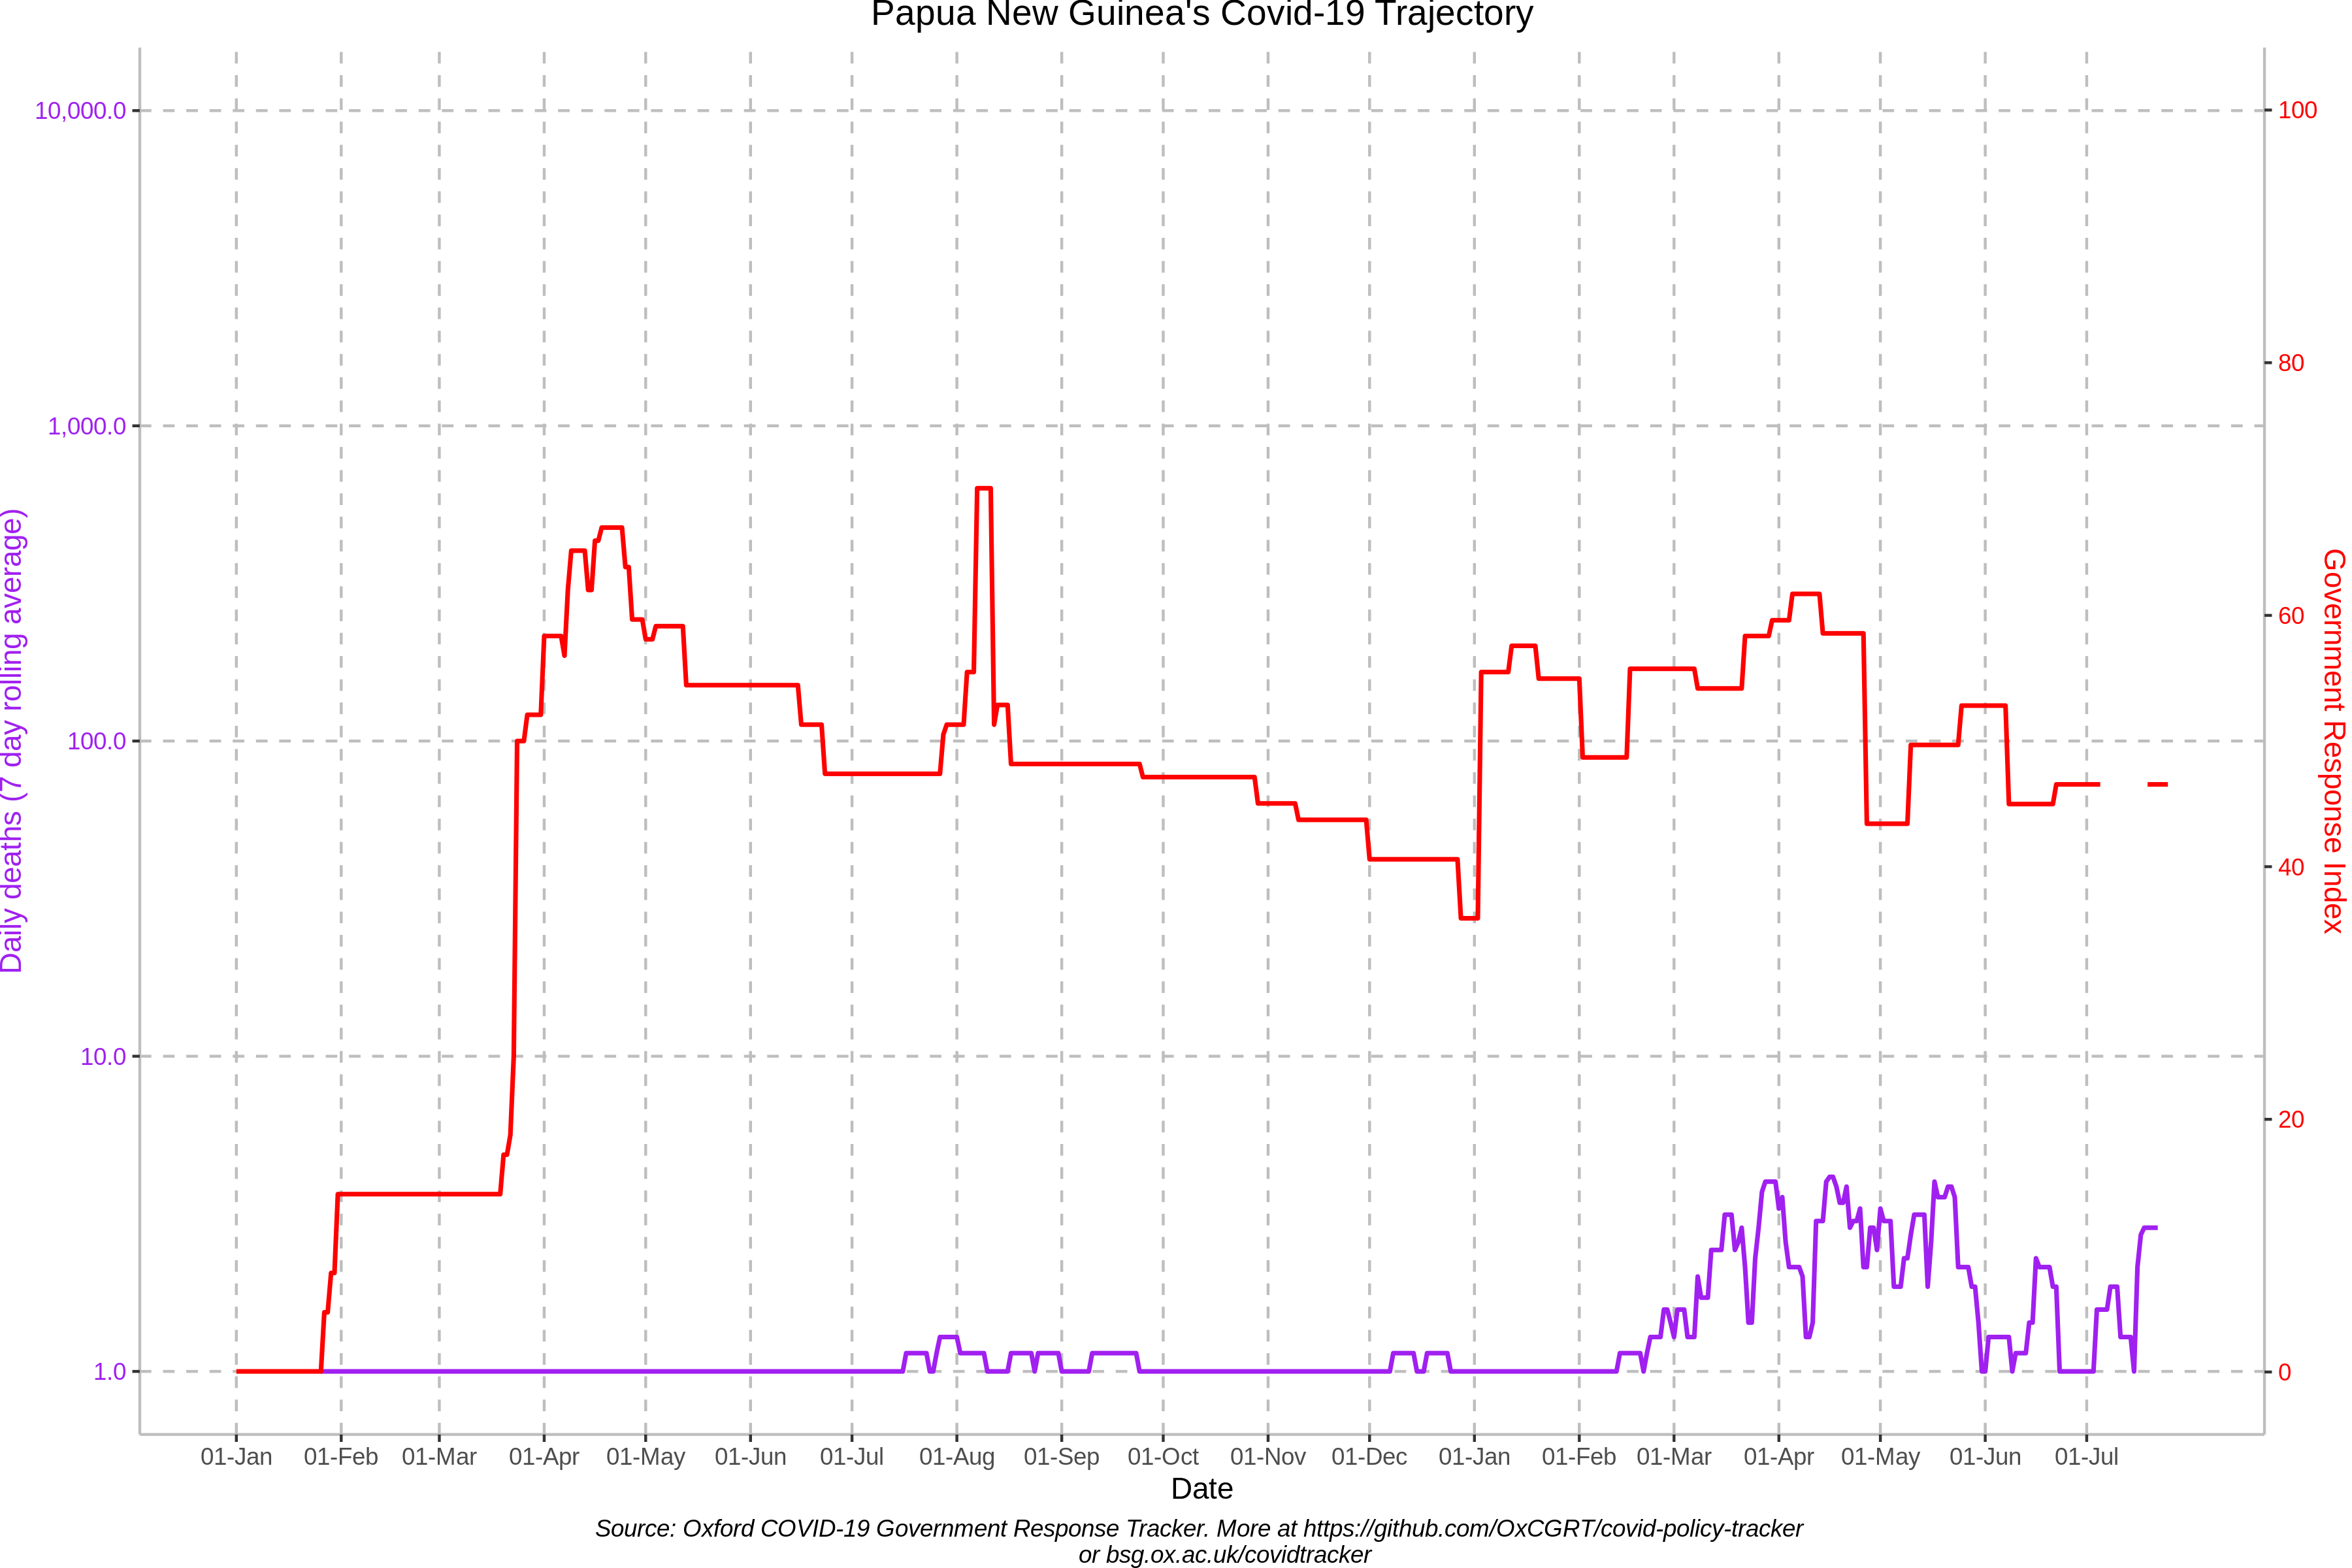 Papua New Guinea's Covid-19 Trajectory
10,000.0
1,000.0
100.0
10.0
1.0
Daily deaths (7 day rolling average)
100
80
60
40
20
0
Government Response Index
01-Jan 01-Feb 01-Mar 01-Apr 01-May 01-Jun 01-Jul 01-Aug 01-Sep 01-Oct 01-Nov 01-Dec 01-Jan 01-Feb 01-Mar 01-Apr 01-May 01-Jun 01-Jul
Date
Source: Oxford COVID-19 Government Response Tracker. More at https://github.com/OxCGRT/covid-policy-tracker
or bsg.ox.ac.uk/covidtracker